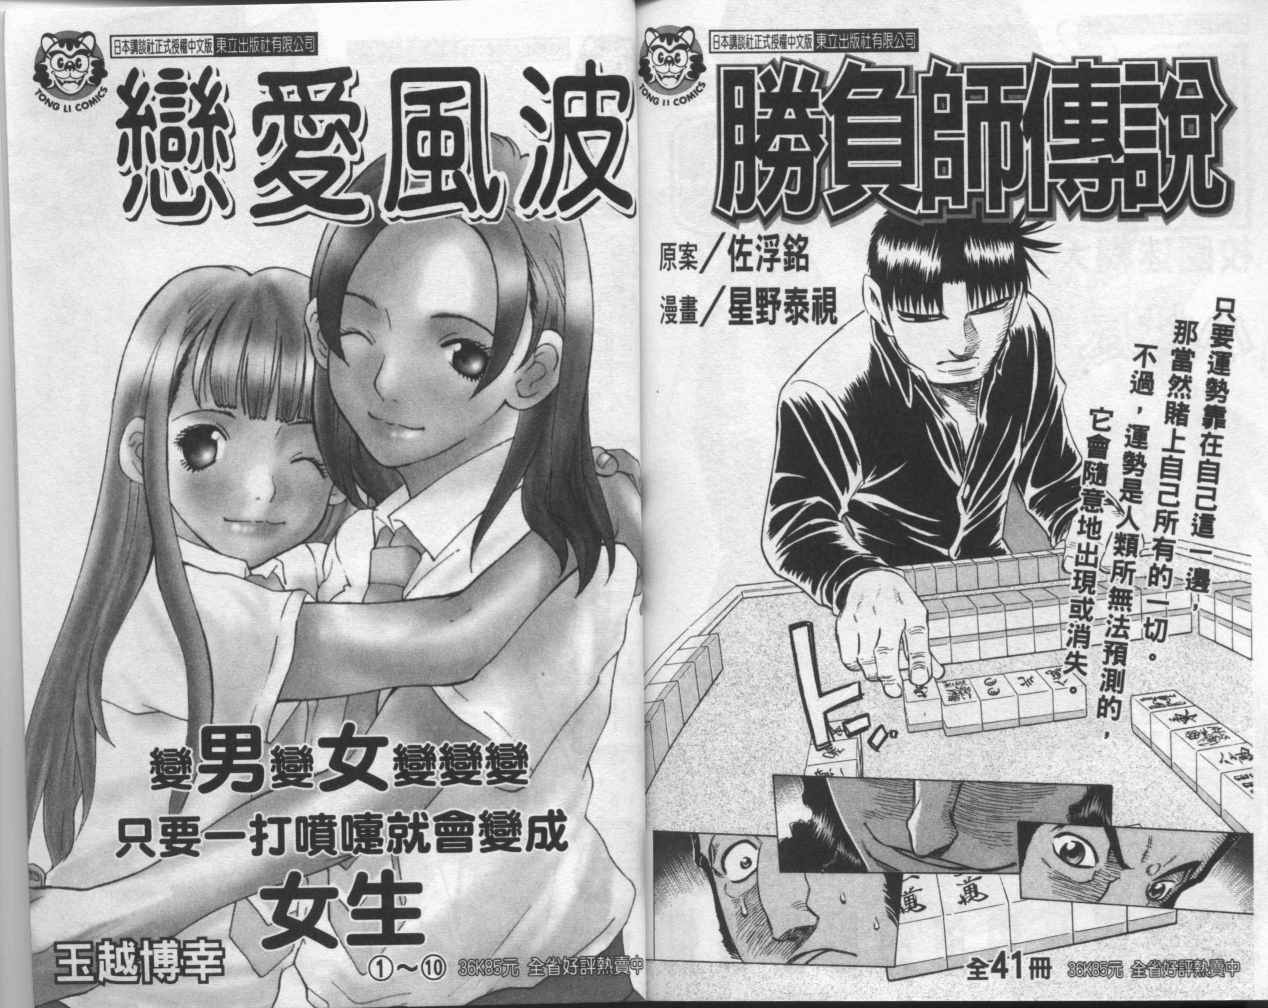 日本講談社正式授權中文版 東立出版社有限公司
TONG LI COMICS
戀愛風波
變男變女變變變
只要一打噴嚏就會變成
女生
玉越博幸
①～⑩ 36K85元 全省好評熱賣中
日本講談社正式授權中文版 東立出版社有限公司
TONG LI COMICS
勝負師傳說
原案／佐浮銘
漫畫／星野泰視
只要運勢靠在自己這一邊，
那當然賭上自己所有的一切。
不過，運勢是人類所無法預測的，
它會隨意地出現或消失。
全41冊 36K85元 全省好評熱賣中